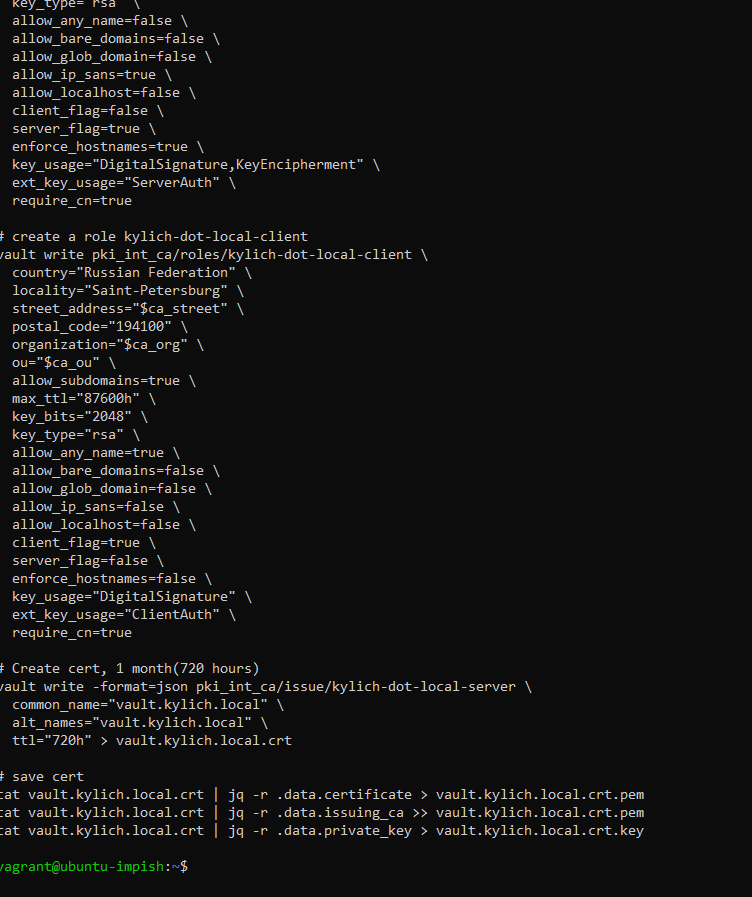 key_type="rsa" \
allow_any_name=false \
allow_bare_domains=false \
allow_glob_domain=false \
allow_ip_sans=true \
allow_localhost=false \
client_flag=false \
server_flag=true \
enforce_hostnames=true \
key_usage="DigitalSignature,KeyEncipherment" \
ext_key_usage="ServerAuth" \
require_cn=true
# create a role kylich-dot-local-client
vault write pki_int_ca/roles/kylich-dot-local-client \
country="Russian Federation" \
locality="Saint-Petersburg" \
street_address="$ca_street" \
postal_code="194100" \
organization="$ca_org" \
ou="$ca_ou" \
allow_subdomains=true \
max_ttl="87600h" \
key_bits="2048" \
key_type="rsa" \
allow_any_name=true \
allow_bare_domains=false \
allow_glob_domain=false \
allow_ip_sans=false \
allow_localhost=false \
client_flag=true \
server_flag=false \
enforce_hostnames=false \
key_usage="DigitalSignature" \
ext_key_usage="ClientAuth" \
require_cn=true
# Create cert, 1 month(720 hours)
vault write -format=json pki_int_ca/issue/kylich-dot-local-server \
common_name="vault.kylich.local" \
alt_names="vault.kylich.local" \
ttl="720h" > vault.kylich.local.crt
# save cert
cat vault.kylich.local.crt | jq -r .data.certificate > vault.kylich.local.crt.pem
cat vault.kylich.local.crt | jq -r .data.issuing_ca >> vault.kylich.local.crt.pem
cat vault.kylich.local.crt | jq -r .data.private_key > vault.kylich.local.crt.key
vagrant@ubuntu-impish:~$